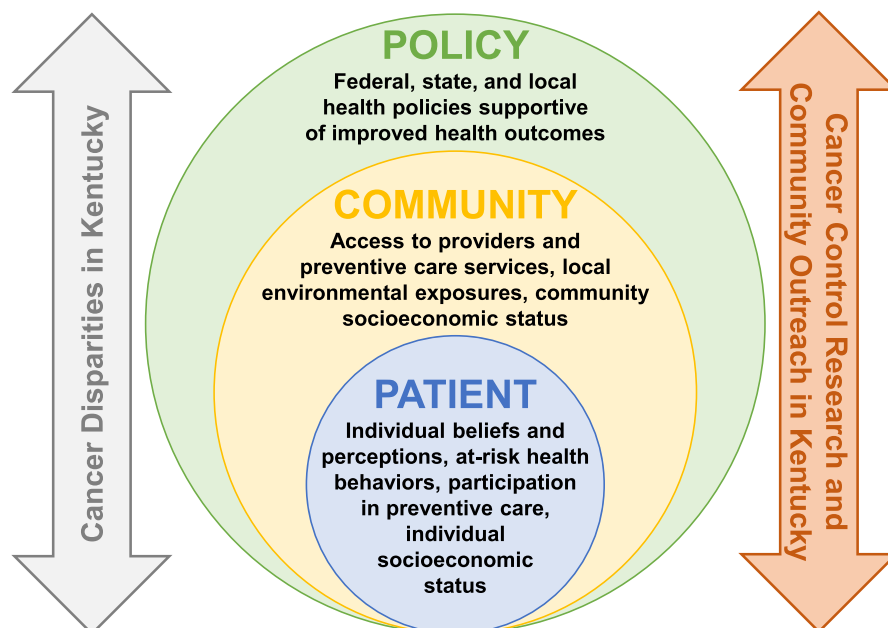 Cancer Disparities in Kentucky
POLICY
Federal, state, and local
health policies supportive
of improved health outcomes
COMMUNITY
Access to providers and
preventive care services, local
environmental exposures, community
socioeconomic status
PATIENT
Individual beliefs and
perceptions, at-risk health
behaviors, participation
in preventive care,
individual
socioeconomic
status
Cancer Control Research and
Community Outreach in Kentucky